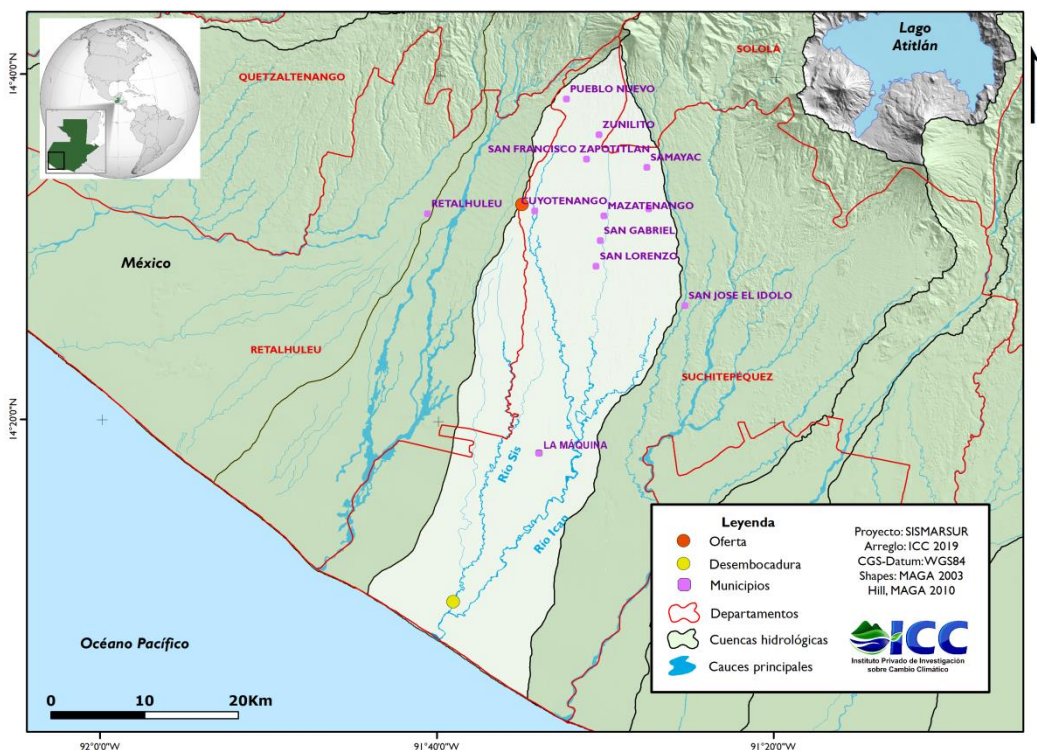 Lago
Atitlán
SOLOLA
QUETZALTENANGO
14°40'0"N
PUEBLO NUEVO
ZUNILITO
SAN FRANCISCO ZAPOTITLAN
SAMAYAC
RETALHULEU
CUYOTENANGO
MAZATENANGO
SAN GABRIEL
México
SAN LORENZO
SAN JOSE EL IDOLO
RETALHULEU
SUCHITEPEQUEZ
14°20'0"N
LA MÁQUINA
Río Sis
Río Ican
Leyenda
Oferta
Desembocadura
Municipios
Departamentos
Cuencas hidrológicas
Cauces principales
Proyecto: SISMARSUR
Arreglo: ICC 2019
CGS-Datum: WGS84
Shapes: MAGA 2003
Hill, MAGA 2010
ICC
Instituto Privado de Investigación
sobre Cambio Climático
Océano Pacífico
0 10 20Km
92°0'0"W 91°40'0"W 91°20'0"W